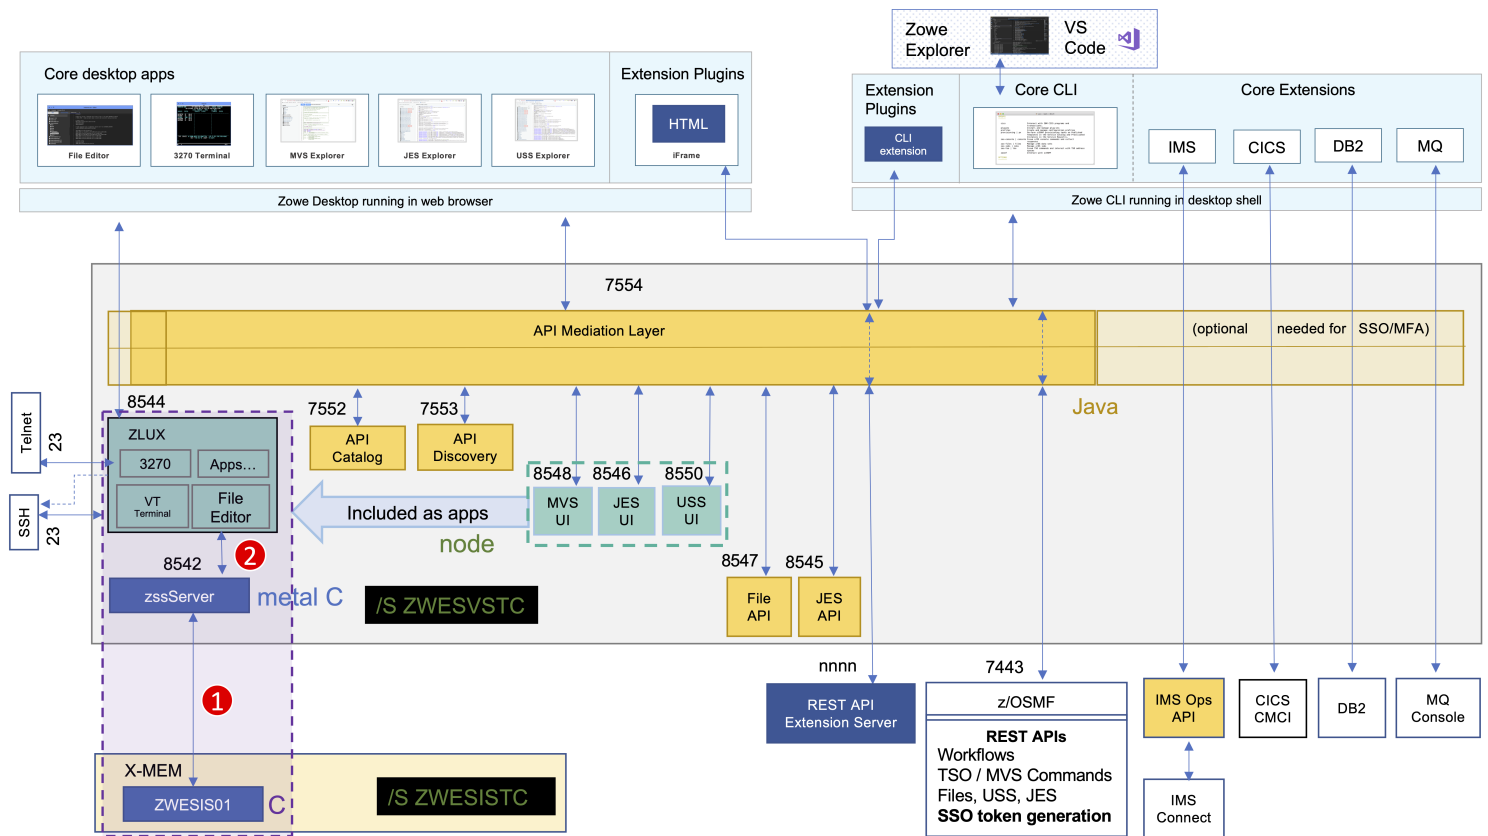 Zowe
Explorer
VS
Code
Core desktop apps
Extension Plugins
File Editor
3270 Terminal
MVS Explorer
JES Explorer
USS Explorer
HTML
iFrame
Extension
Plugins
CLI
extension
Core CLI
Core Extensions
IMS
CICS
DB2
MQ
Zowe Desktop running in web browser
Zowe CLI running in desktop shell
7554
API Mediation Layer
(optional needed for SSO/MFA)
Java
8544
7552
7553
Telnet
23
SSH
23
ZLUX
3270
Apps...
VT
Terminal
File
Editor
API
Catalog
API
Discovery
8548
8546
8550
MVS
UI
JES
UI
USS
UI
Included as apps
node
2
8542
zssServer
metal C
/S ZWESVSTC
8547
8545
File
API
JES
API
1
nnnn
REST API
Extension Server
7443
z/OSMF
REST APIs
Workflows
TSO / MVS Commands
Files, USS, JES
SSO token generation
IMS Ops
API
CICS
CMCI
DB2
MQ
Console
IMS
Connect
X-MEM
ZWESIS01
C
/S ZWESISTC